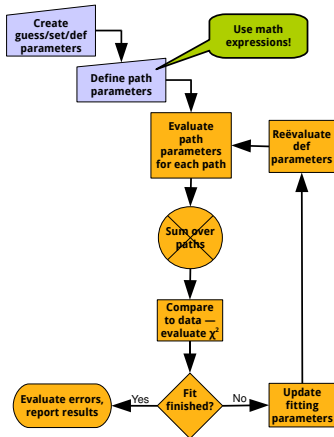 Create
guess/set/def
parameters
Use math
expressions!
Define path
parameters
Evaluate
path
parameters
for each path
Reëvaluate
def
parameters
Sum over
paths
Compare
to data —
evaluate χ²
Fit
finished?
Yes
No
Evaluate errors,
report results
Update
fitting
parameters